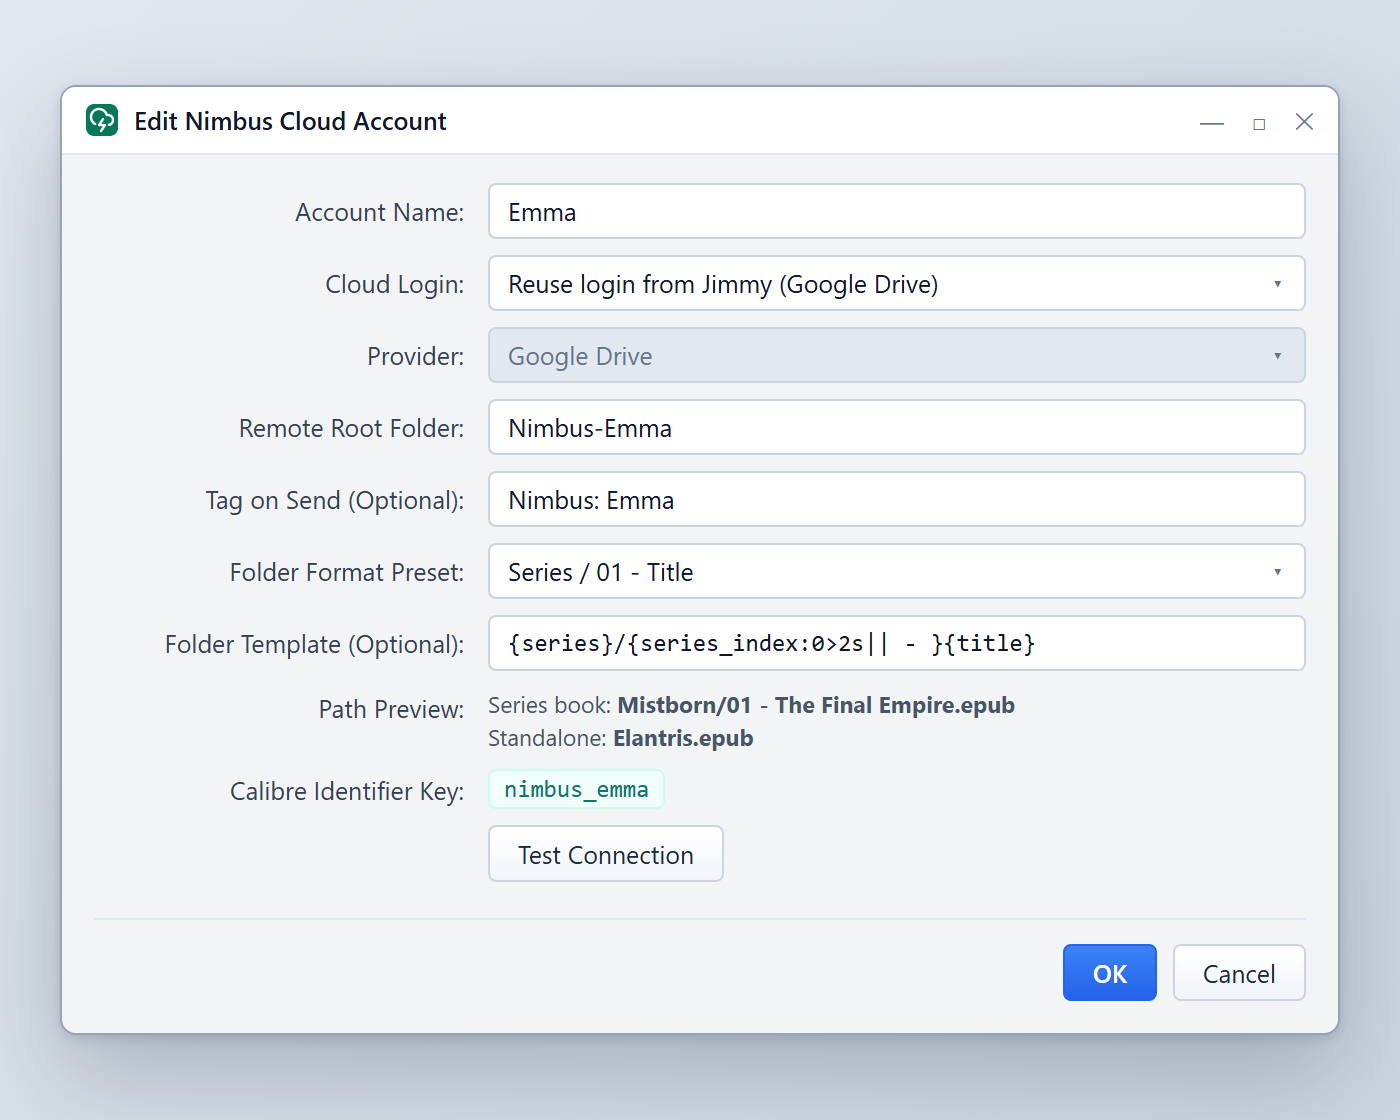 Edit Nimbus Cloud Account
Account Name: Emma
Cloud Login: Reuse login from Jimmy (Google Drive)
Provider: Google Drive
Remote Root Folder: Nimbus-Emma
Tag on Send (Optional): Nimbus: Emma
Folder Format Preset: Series / 01 - Title
Folder Template (Optional): {series}/{series_index:0>2s|| - }{title}
Path Preview: Series book: Mistborn/01 - The Final Empire.epub
Standalone: Elantris.epub
Calibre Identifier Key: nimbus_emma
Test Connection
OK Cancel